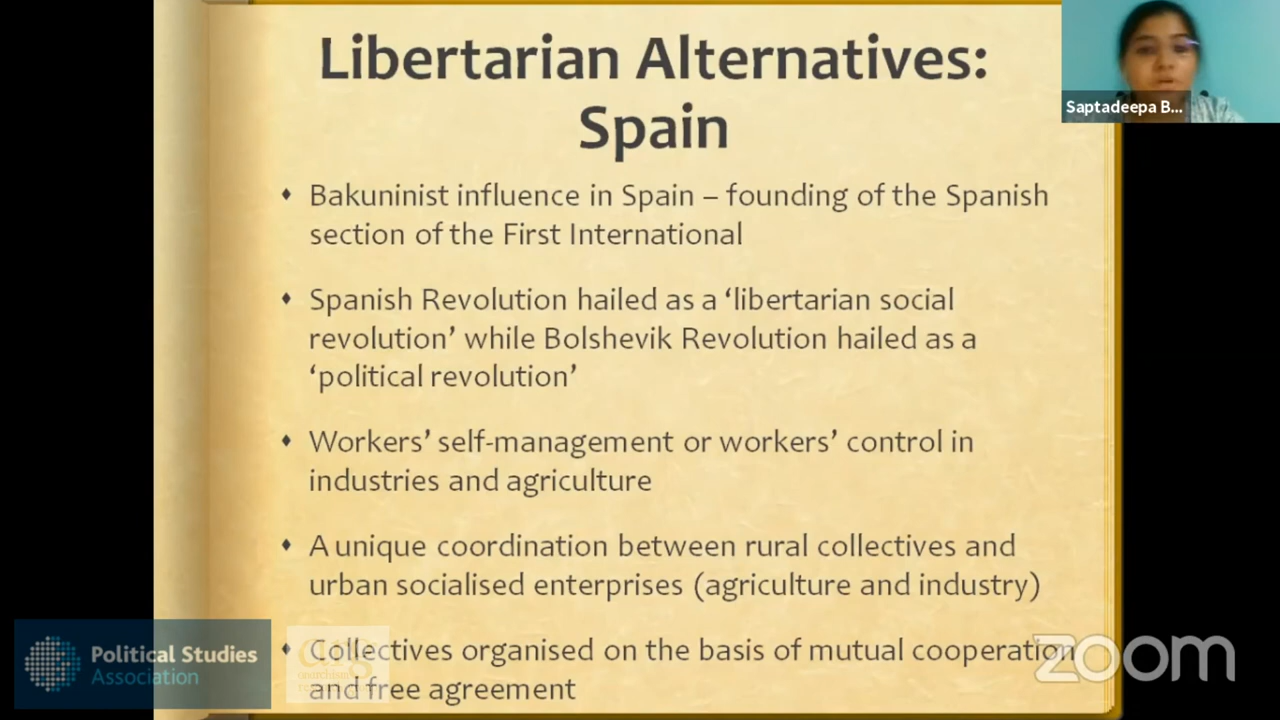 Libertarian Alternatives:
Spain
Saptadeepa B...
Bakuninist influence in Spain – founding of the Spanish
section of the First International
Spanish Revolution hailed as a ‘libertarian social
revolution’ while Bolshevik Revolution hailed as a
‘political revolution’
Workers’ self-management or workers’ control in
industries and agriculture
A unique coordination between rural collectives and
urban socialised enterprises (agriculture and industry)
Collectives organised on the basis of mutual cooperation
and free agreement
Political Studies
Association
zoom